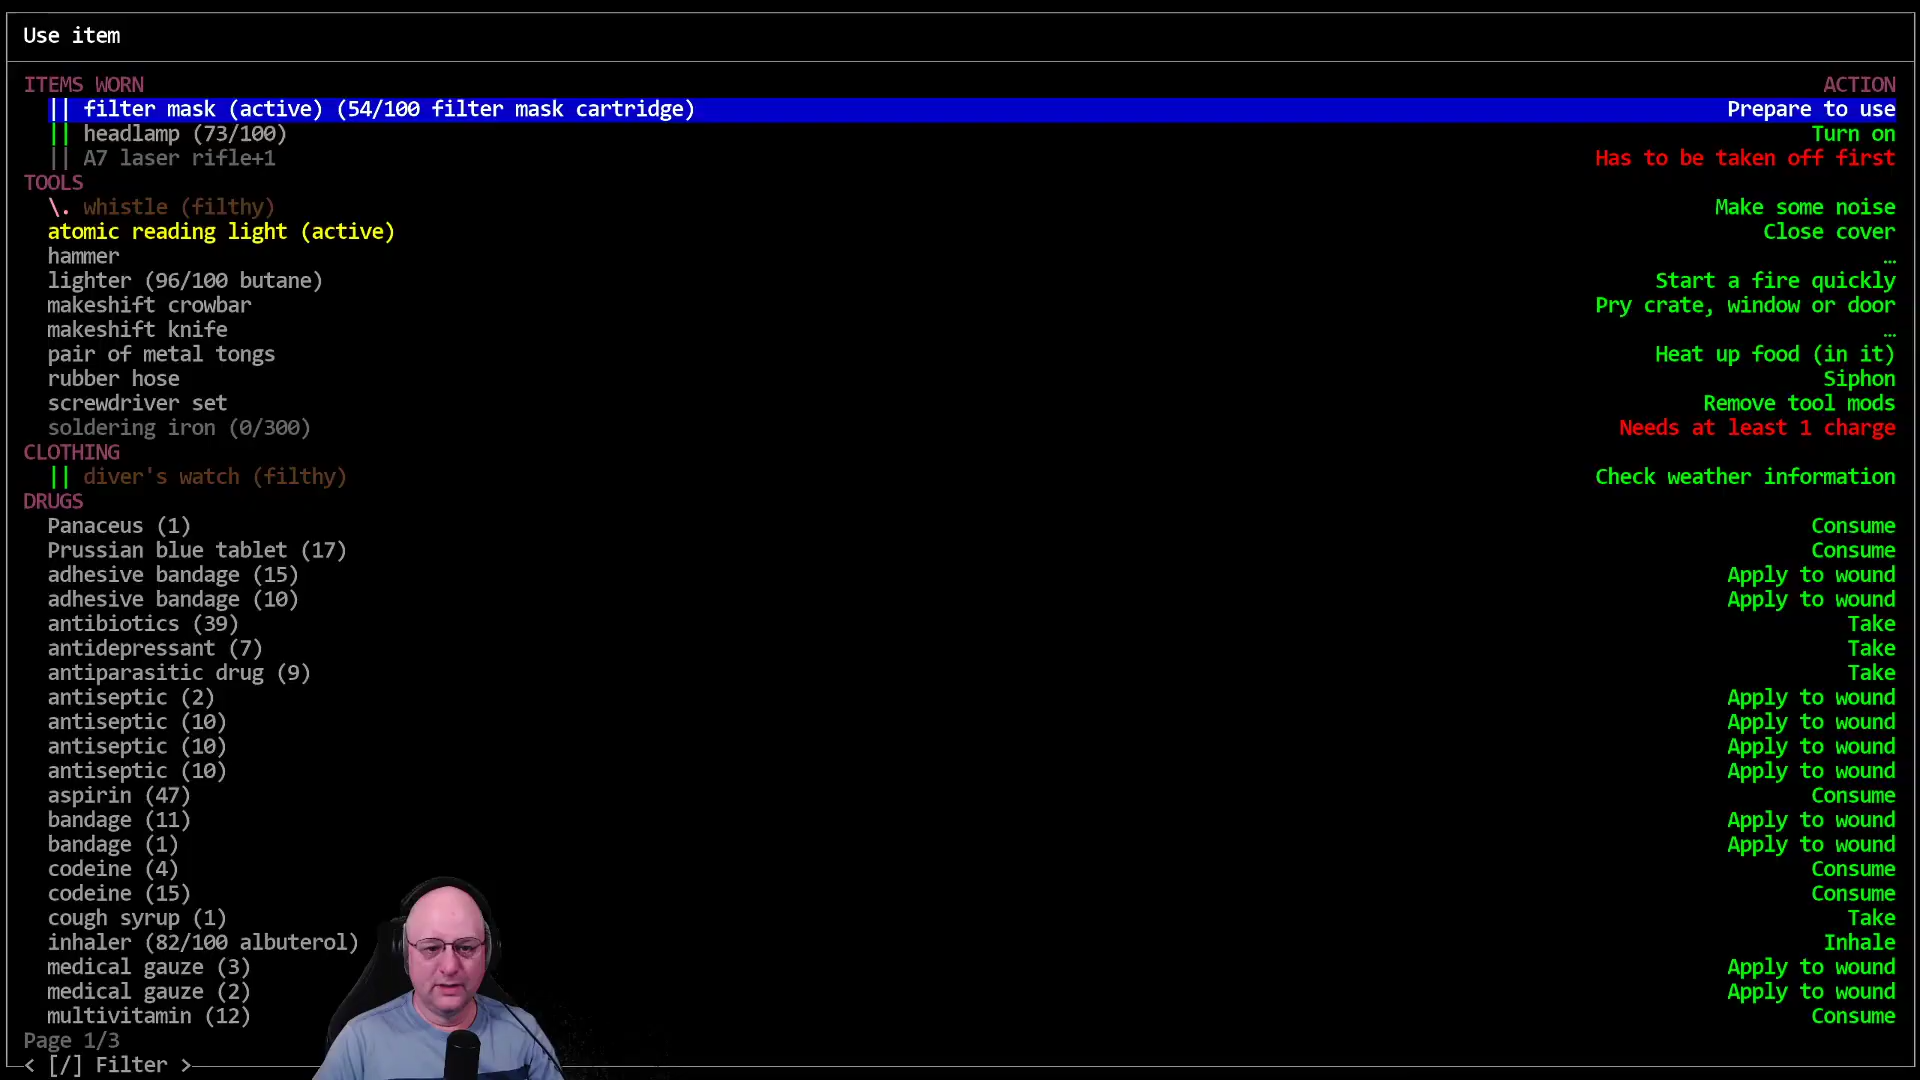 Use item
ITEMS WORN ACTION
|| filter mask (active) (54/100 filter mask cartridge) Prepare to use
|| headlamp (73/100) Turn on
|| A7 laser rifle+1 Has to be taken off first
TOOLS
\. whistle (filthy) Make some noise
atomic reading light (active) Close cover
hammer …
lighter (96/100 butane) Start a fire quickly
makeshift crowbar Pry crate, window or door
makeshift knife …
pair of metal tongs Heat up food (in it)
rubber hose Siphon
screwdriver set Remove tool mods
soldering iron (0/300) Needs at least 1 charge
CLOTHING
|| diver's watch (filthy) Check weather information
DRUGS
Panaceus (1) Consume
Prussian blue tablet (17) Consume
adhesive bandage (15) Apply to wound
adhesive bandage (10) Apply to wound
antibiotics (39) Take
antidepressant (7) Take
antiparasitic drug (9) Take
antiseptic (2) Apply to wound
antiseptic (10) Apply to wound
antiseptic (10) Apply to wound
antiseptic (10) Apply to wound
aspirin (47) Consume
bandage (11) Apply to wound
bandage (1) Apply to wound
codeine (4) Consume
codeine (15) Consume
cough syrup (1) Take
inhaler (82/100 albuterol) Inhale
medical gauze (3) Apply to wound
medical gauze (2) Apply to wound
multivitamin (12) Consume
Page 1/3
< [/] Filter >